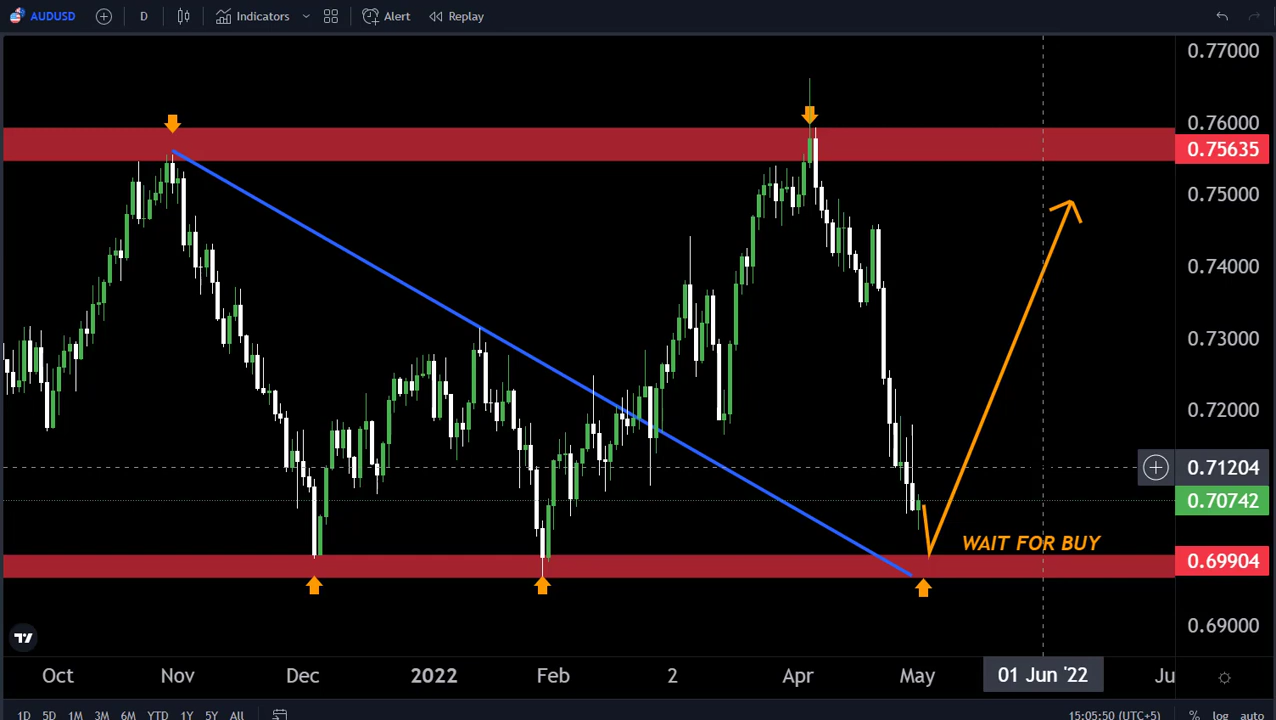 AUDUSD D Indicators Alert Replay
0.77000
0.76000
0.75635
0.75000
0.74000
0.73000
0.72000
0.71204
0.70742
WAIT FOR BUY
0.69904
0.69000
Oct Nov Dec 2022 Feb 2 Apr May 01 Jun '22 Ju
1D 5D 1M 3M 6M YTD 1Y 5Y All 15:05:50 (UTC+5) % log auto